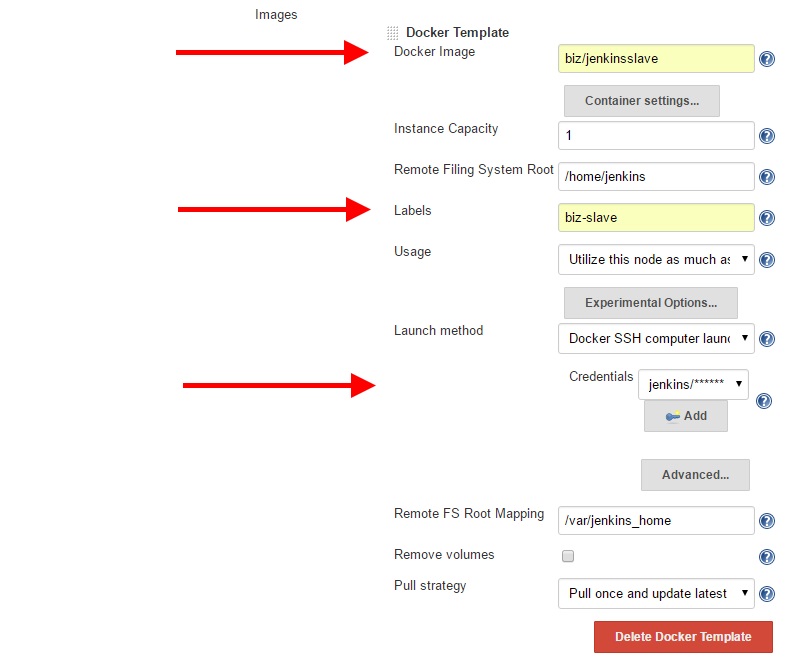 Images
Docker Template
Docker Image biz/jenkinsslave
Container settings...
Instance Capacity 1
Remote Filing System Root /home/jenkins
Labels biz-slave
Usage Utilize this node as much as
Experimental Options...
Launch method Docker SSH computer launc
Credentials jenkins/******
Add
Advanced...
Remote FS Root Mapping /var/jenkins_home
Remove volumes
Pull strategy Pull once and update latest
Delete Docker Template